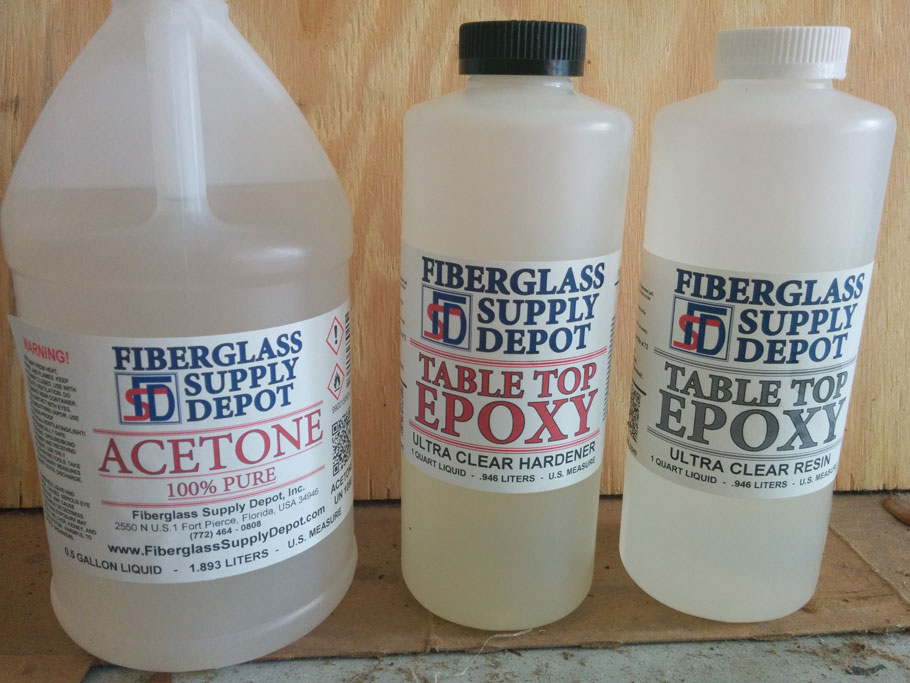 WARNING!
FIBERGLASS
SUPPLY
DEPOT
FSD
ACETONE
100% PURE
Fiberglass Supply Depot, Inc.
2550 N U.S.1 Fort Pierce, Florida, USA 34946
(772) 464 - 0808
www.FiberglassSupplyDepot.com
0.5 GALLON LIQUID - 1.893 LITERS - U.S. MEASURE
FIBERGLASS
SUPPLY
DEPOT
FSD
TABLE TOP
EPOXY
ULTRA CLEAR HARDENER
1 QUART LIQUID - .946 LITERS - U.S. MEASURE
FIBERGLASS
SUPPLY
DEPOT
FSD
TABLE TOP
EPOXY
ULTRA CLEAR RESIN
1 QUART LIQUID - .946 LITERS - U.S.